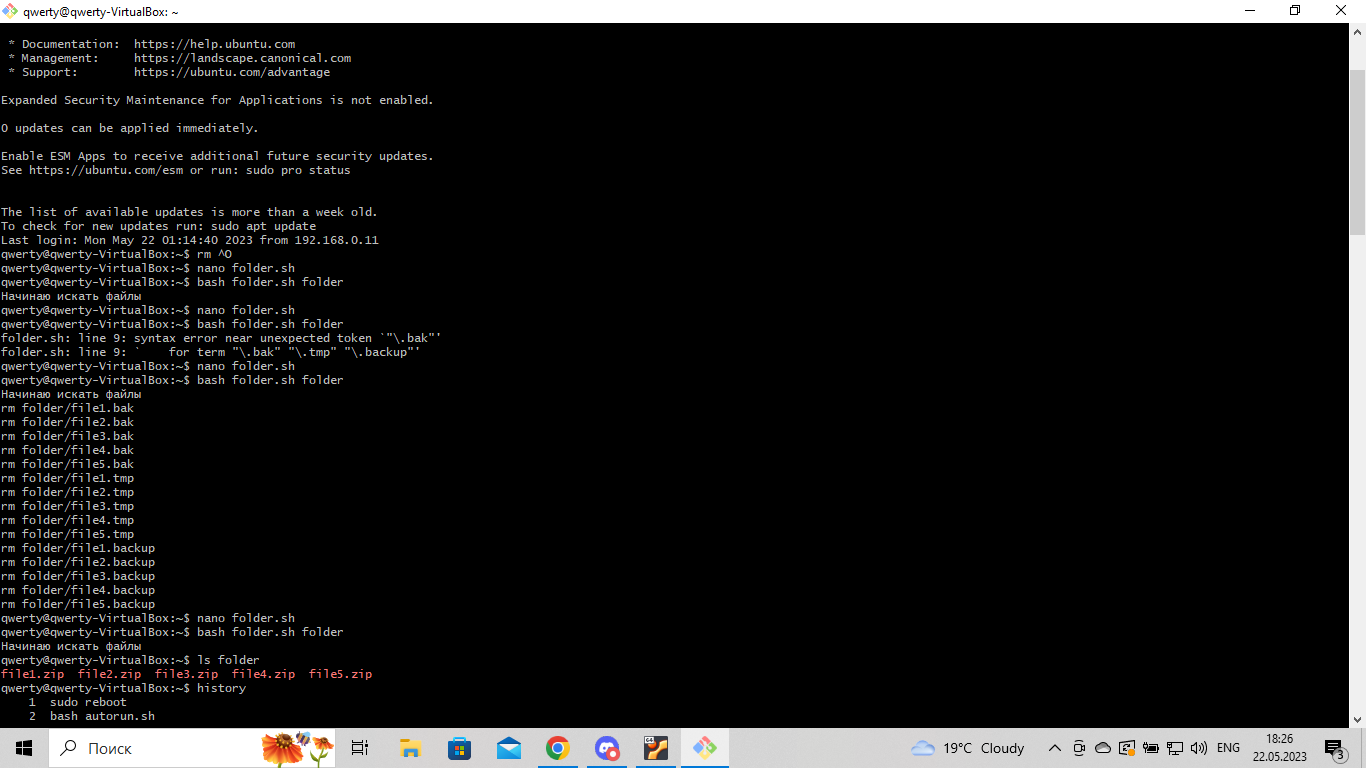 qwerty@qwerty-VirtualBox: ~
* Documentation:  https://help.ubuntu.com
* Management:     https://landscape.canonical.com
* Support:        https://ubuntu.com/advantage
Expanded Security Maintenance for Applications is not enabled.
0 updates can be applied immediately.
Enable ESM Apps to receive additional future security updates.
See https://ubuntu.com/esm or run: sudo pro status
The list of available updates is more than a week old.
To check for new updates run: sudo apt update
Last login: Mon May 22 01:14:40 2023 from 192.168.0.11
qwerty@qwerty-VirtualBox:~$ rm ^O
qwerty@qwerty-VirtualBox:~$ nano folder.sh
qwerty@qwerty-VirtualBox:~$ bash folder.sh folder
Начинаю искать файлы
qwerty@qwerty-VirtualBox:~$ nano folder.sh
qwerty@qwerty-VirtualBox:~$ bash folder.sh folder
folder.sh: line 9: syntax error near unexpected token `"\.bak"'
folder.sh: line 9: `    for term "\.bak" "\.tmp" "\.backup"'
qwerty@qwerty-VirtualBox:~$ nano folder.sh
qwerty@qwerty-VirtualBox:~$ bash folder.sh folder
Начинаю искать файлы
rm folder/file1.bak
rm folder/file2.bak
rm folder/file3.bak
rm folder/file4.bak
rm folder/file5.bak
rm folder/file1.tmp
rm folder/file2.tmp
rm folder/file3.tmp
rm folder/file4.tmp
rm folder/file5.tmp
rm folder/file1.backup
rm folder/file2.backup
rm folder/file3.backup
rm folder/file4.backup
rm folder/file5.backup
qwerty@qwerty-VirtualBox:~$ nano folder.sh
qwerty@qwerty-VirtualBox:~$ bash folder.sh folder
Начинаю искать файлы
qwerty@qwerty-VirtualBox:~$ ls folder
file1.zip  file2.zip  file3.zip  file4.zip  file5.zip
qwerty@qwerty-VirtualBox:~$ history
1  sudo reboot
2  bash autorun.sh
Поиск
64
19°C  Cloudy
ENG
18:26
22.05.2023
3